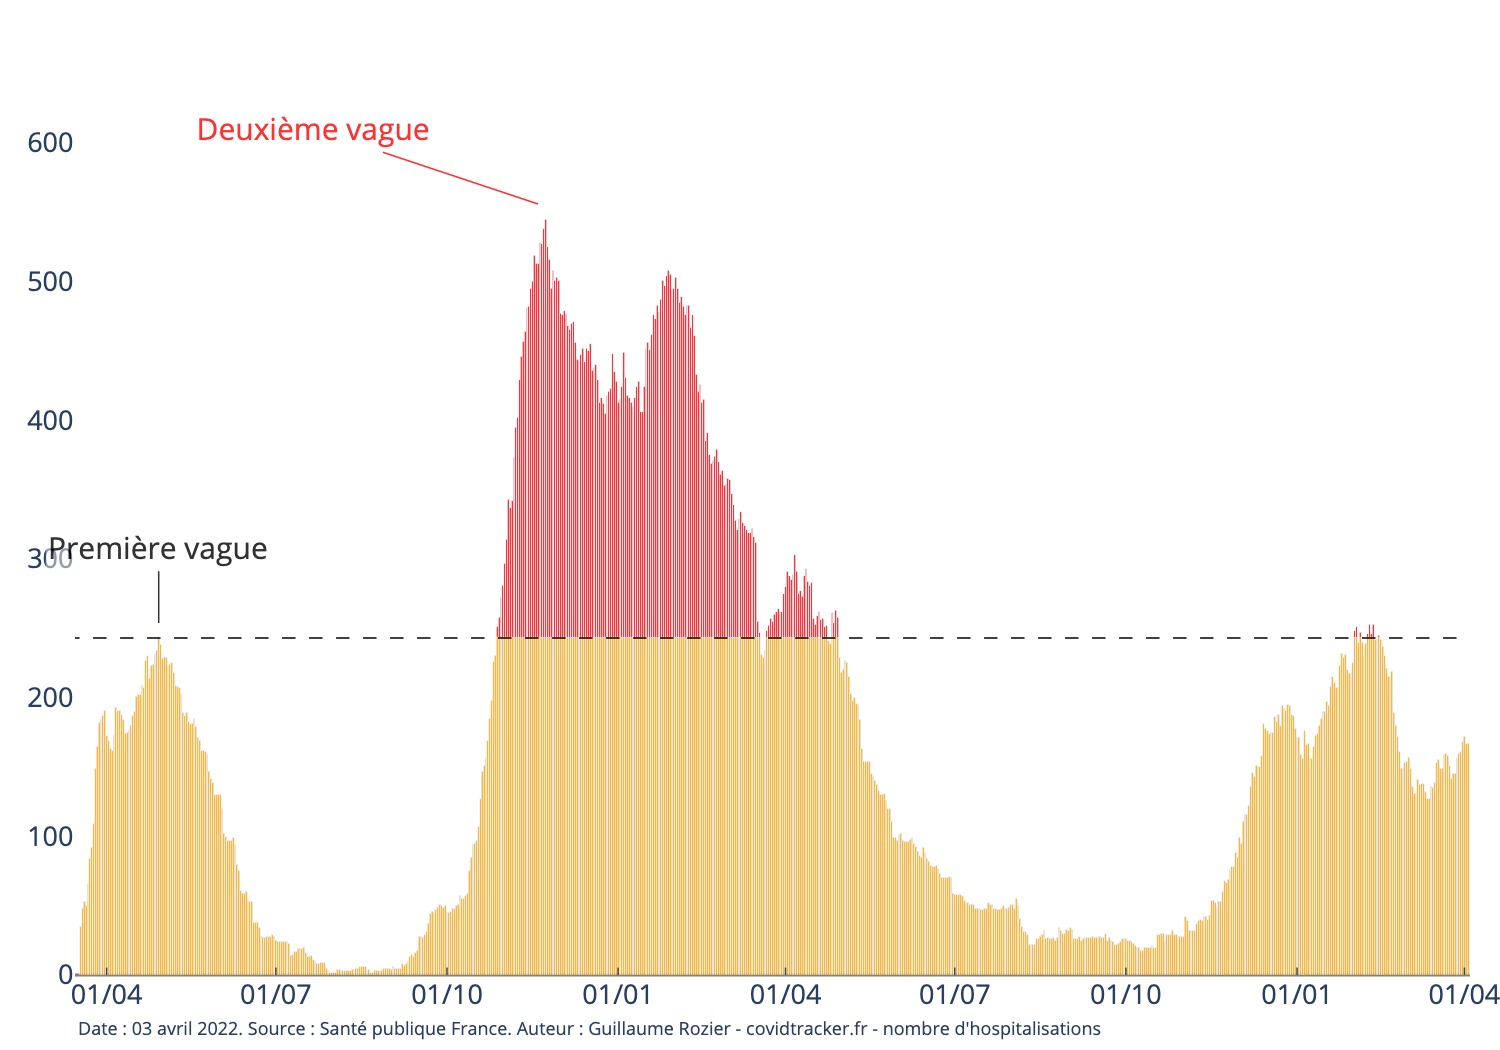 Deuxième vague
600
500
400
300
Première vague
200
100
0
01/04 01/07 01/10 01/01 01/04 01/07 01/10 01/01 01/04
Date : 03 avril 2022. Source : Santé publique France. Auteur : Guillaume Rozier - covidtracker.fr - nombre d'hospitalisations